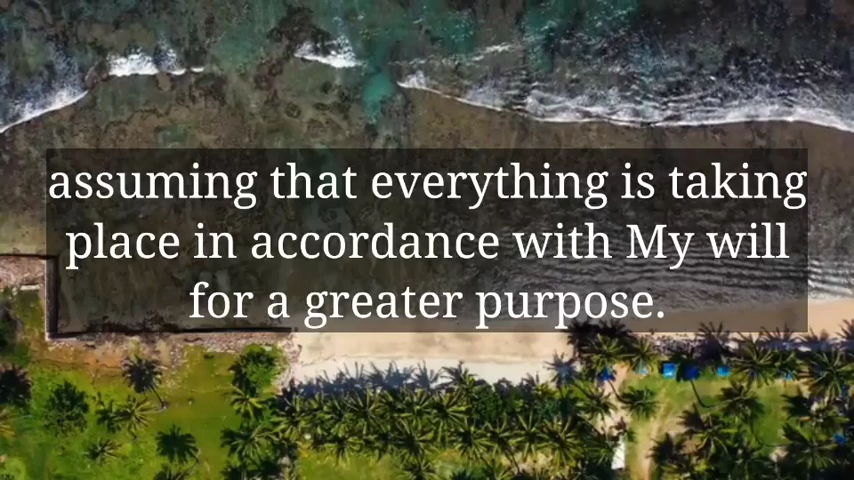 assuming that everything is taking
place in accordance with My will
for a greater purpose.